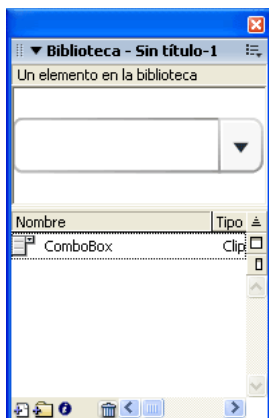 Biblioteca - Sin título-1
Un elemento en la biblioteca
Nombre Tipo
ComboBox Clip